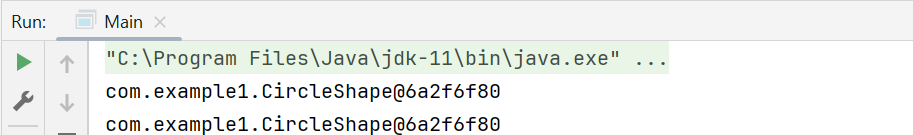 Run: Main
"C:\Program Files\Java\jdk-11\bin\java.exe" ...
com.example1.CircleShape@6a2f6f80
com.example1.CircleShape@6a2f6f80